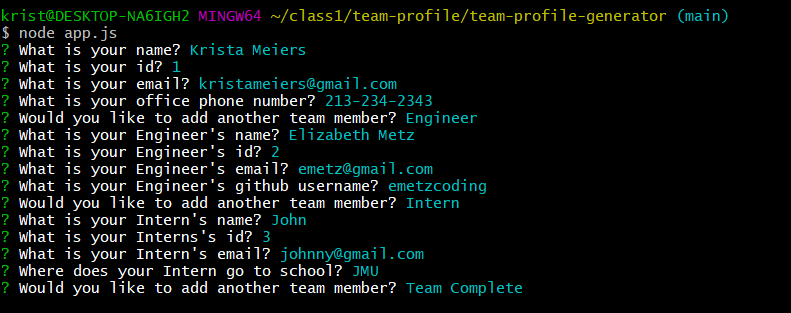 krist@DESKTOP-NA6IGH2 MINGW64 ~/class1/team-profile/team-profile-generator (main)
$ node app.js
? What is your name? Krista Meiers
? What is your id? 1
? What is your email? kristameiers@gmail.com
? What is your office phone number? 213-234-2343
? Would you like to add another team member? Engineer
? What is your Engineer's name? Elizabeth Metz
? What is your Engineer's id? 2
? What is your Engineer's email? emetz@gmail.com
? What is your Engineer's github username? emetzcoding
? Would you like to add another team member? Intern
? What is your Intern's name? John
? What is your Interns's id? 3
? What is your Intern's email? johnny@gmail.com
? Where does your Intern go to school? JMU
? Would you like to add another team member? Team Complete